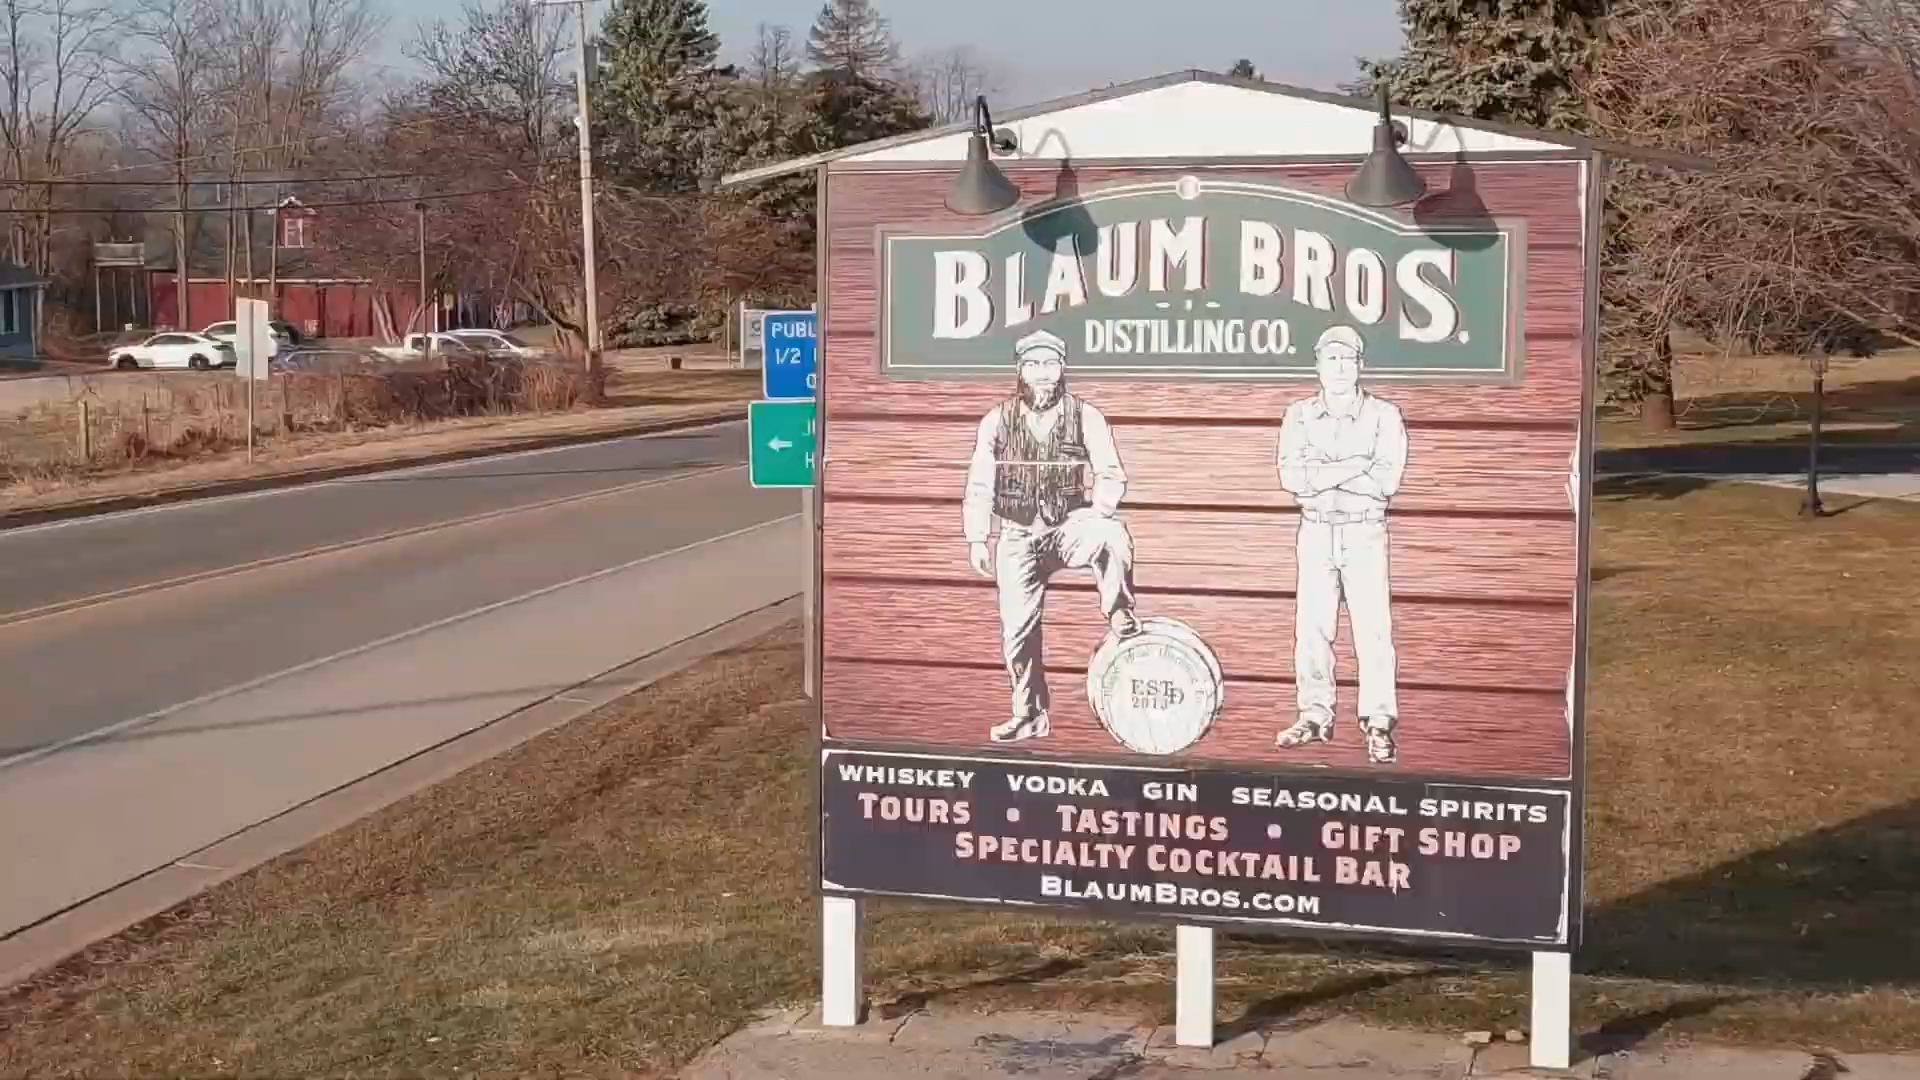 BLAUM BROS.
DISTILLING CO.
ESTD
2013
WHISKEY VODKA GIN SEASONAL SPIRITS
TOURS • TASTINGS • GIFT SHOP
SPECIALTY COCKTAIL BAR
BLAUMBROS.COM
PUBL
1/2